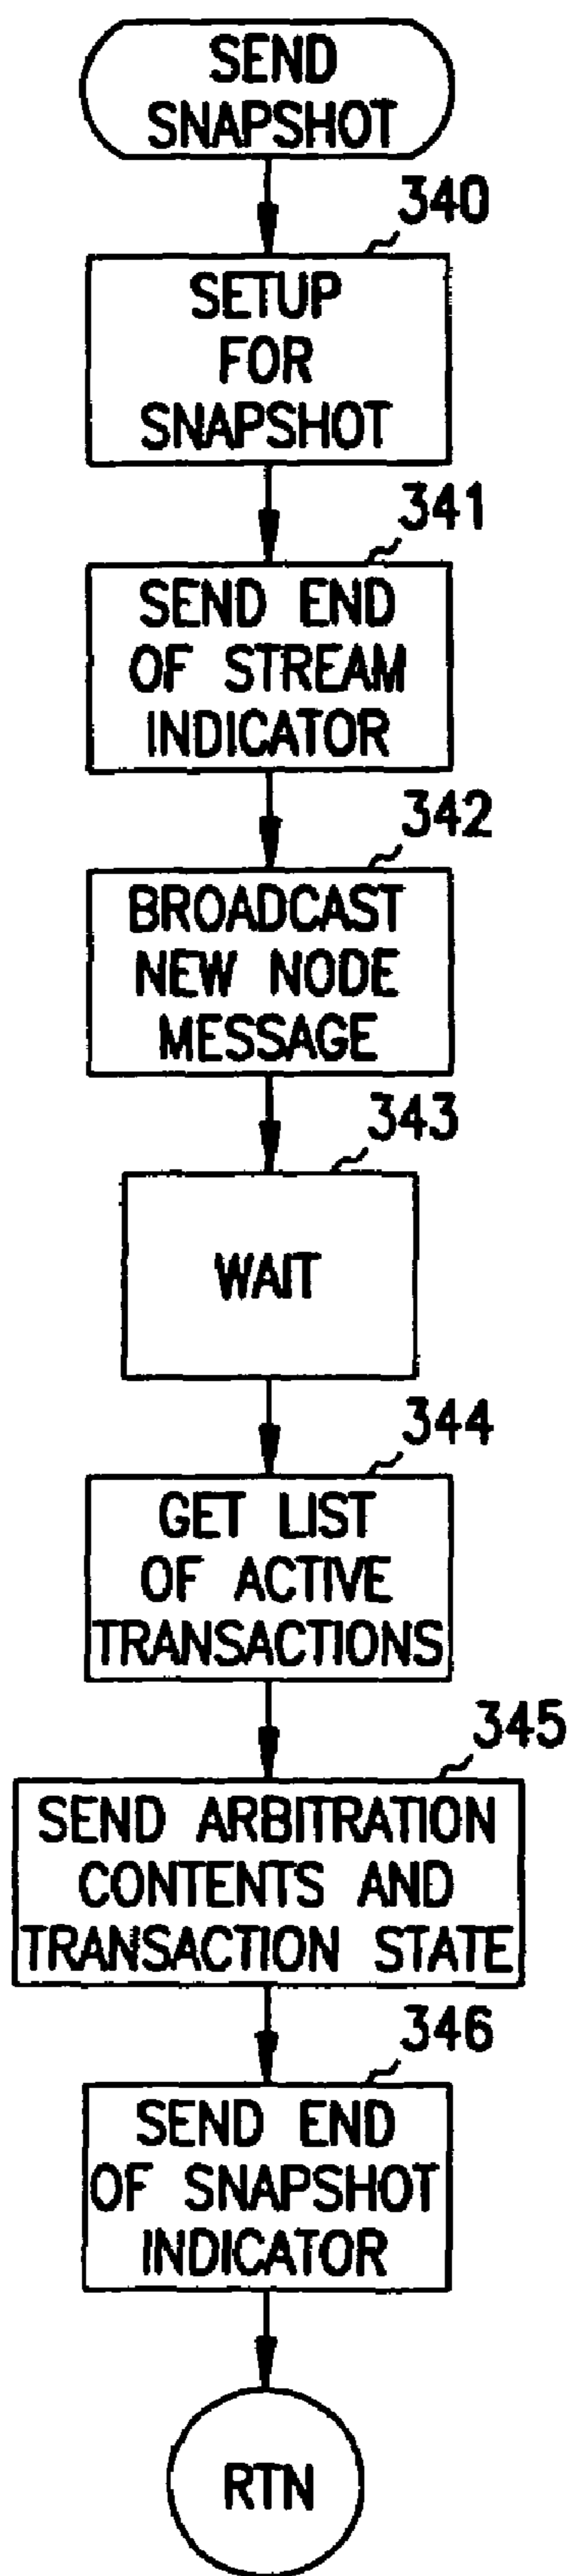 SEND
SNAPSHOT
340
SETUP
FOR
SNAPSHOT
341
SEND END
OF STREAM
INDICATOR
342
BROADCAST
NEW NODE
MESSAGE
343
WAIT
344
GET LIST
OF ACTIVE
TRANSACTIONS
345
SEND ARBITRATION
CONTENTS AND
TRANSACTION STATE
346
SEND END
OF SNAPSHOT
INDICATOR
RTN